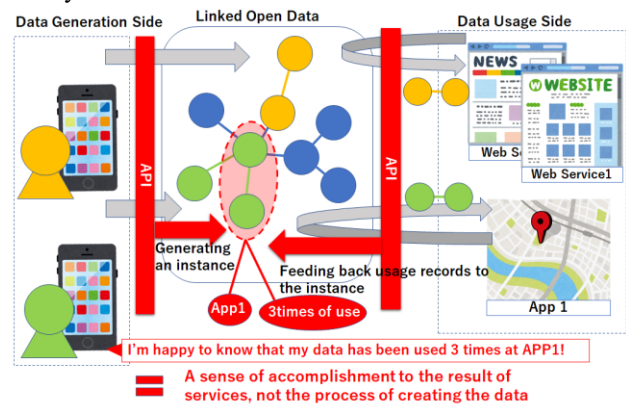 Data Generation Side
Linked Open Data
Data Usage Side
API
API
NEWS
WEBSITE
Web Se
Web Service1
Generating
an instance
Feeding back usage records to
the instance
App1
3times of use
App 1
I'm happy to know that my data has been used 3 times at APP1!
A sense of accomplishment to the result of
services, not the process of creating the data